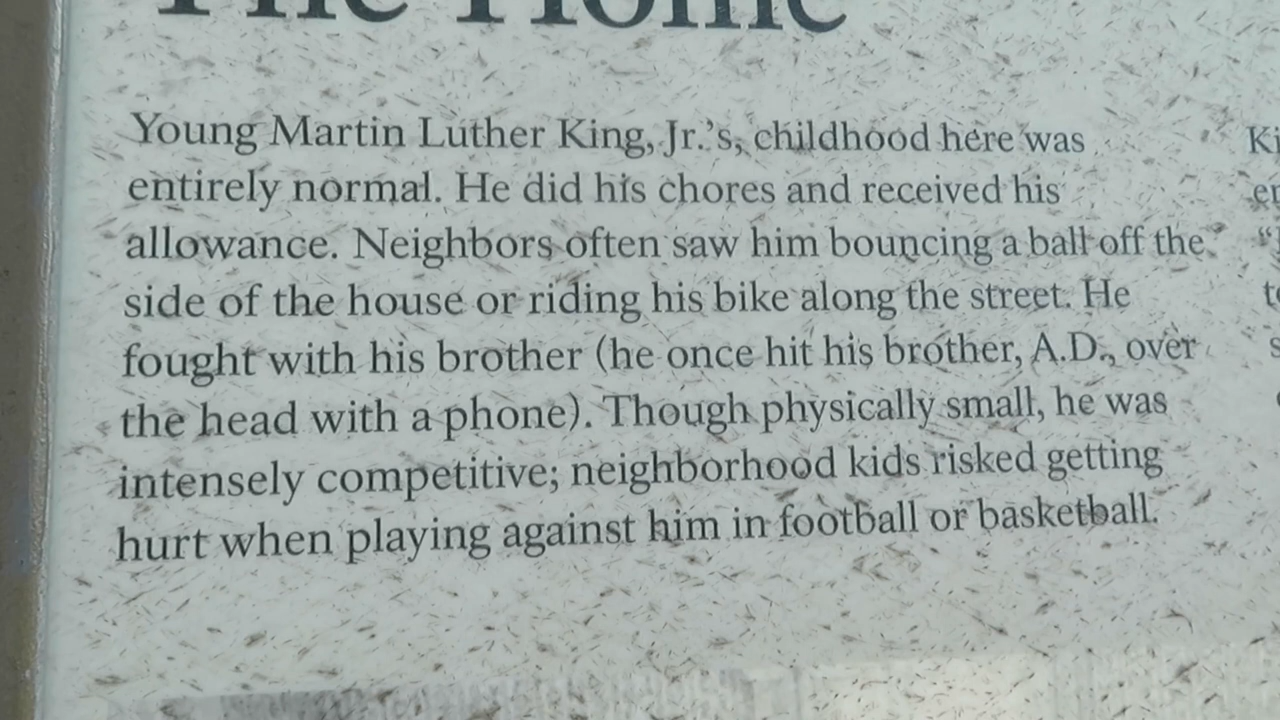 The Home
Young Martin Luther King, Jr.'s, childhood here was
entirely normal. He did his chores and received his
allowance. Neighbors often saw him bouncing a ball off the
side of the house or riding his bike along the street. He
fought with his brother (he once hit his brother, A.D., over
the head with a phone). Though physically small, he was
intensely competitive; neighborhood kids risked getting
hurt when playing against him in football or basketball.